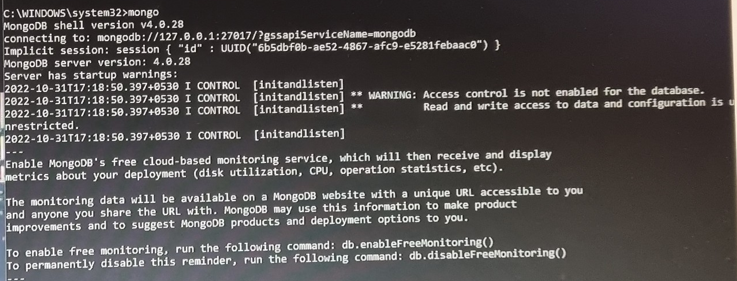 C:\WINDOWS\system32>mongo
MongoDB shell version v4.0.28
connecting to: mongodb://127.0.0.1:27017/?gssapiServiceName=mongodb
Implicit session: session { "id" : UUID("6b5dbf0b-ae52-4867-afc9-e5281febaac0") }
MongoDB server version: 4.0.28
Server has startup warnings:
2022-10-31T17:18:50.397+0530 I CONTROL  [initandlisten]
2022-10-31T17:18:50.397+0530 I CONTROL  [initandlisten] ** WARNING: Access control is not enabled for the database.
2022-10-31T17:18:50.397+0530 I CONTROL  [initandlisten] **          Read and write access to data and configuration is u
nrestricted.
2022-10-31T17:18:50.397+0530 I CONTROL  [initandlisten]
---
Enable MongoDB's free cloud-based monitoring service, which will then receive and display
metrics about your deployment (disk utilization, CPU, operation statistics, etc).

The monitoring data will be available on a MongoDB website with a unique URL accessible to you
and anyone you share the URL with. MongoDB may use this information to make product
improvements and to suggest MongoDB products and deployment options to you.

To enable free monitoring, run the following command: db.enableFreeMonitoring()
To permanently disable this reminder, run the following command: db.disableFreeMonitoring()
---